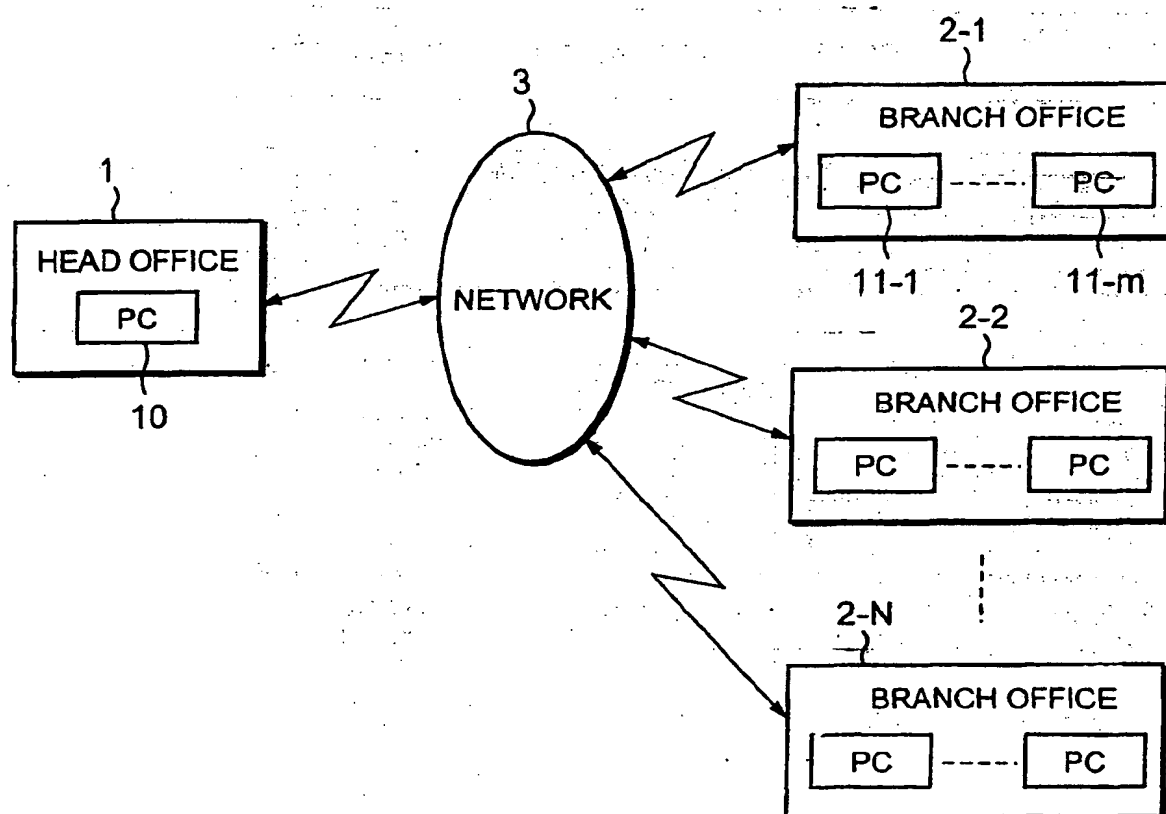 2-1
BRANCH OFFICE
PC
PC
11-1
11-m
3
1
HEAD OFFICE
PC
10
NETWORK
2-2
BRANCH OFFICE
PC
PC
2-N
BRANCH OFFICE
PC
PC